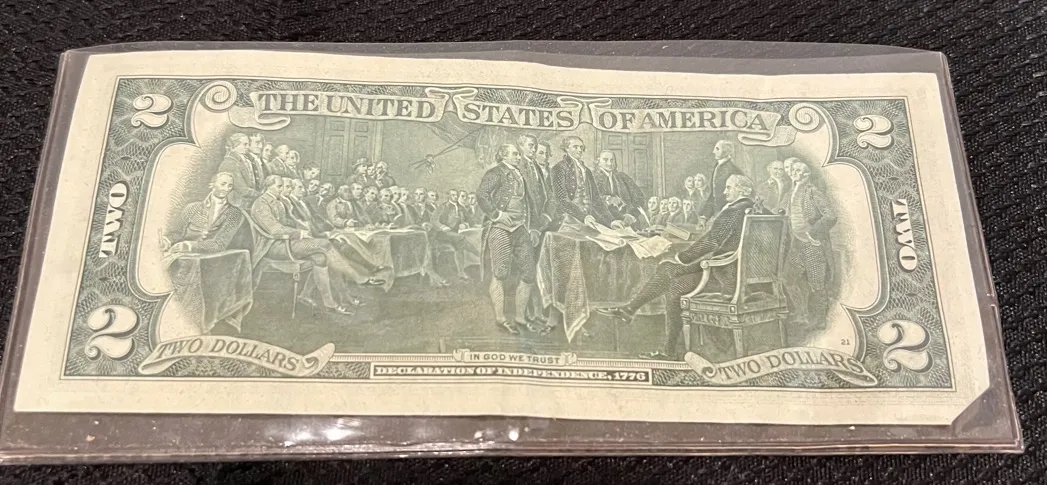 THE UNITED STATES OF AMERICA
2
2
TWO
TWO
2
2
21
TWO DOLLARS
IN GOD WE TRUST
TWO DOLLARS
DECLARATION OF INDEPENDENCE, 1776